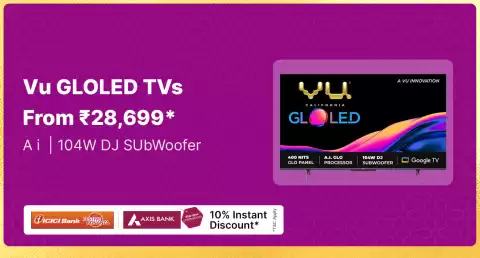 Vu GLOLED TVs
From ₹28,699*
A i | 104W DJ SUbWoofer
A VU INNOVATION
Vu
CALIFORNIA
GLOLED
400 NITS
GLO PANEL
A.I. GLO
PROCESSOR
104W DJ
SUBWOOFER
Google TV
ICICI Bank
AXIS BANK
10% Instant
Discount*
*T&C Apply